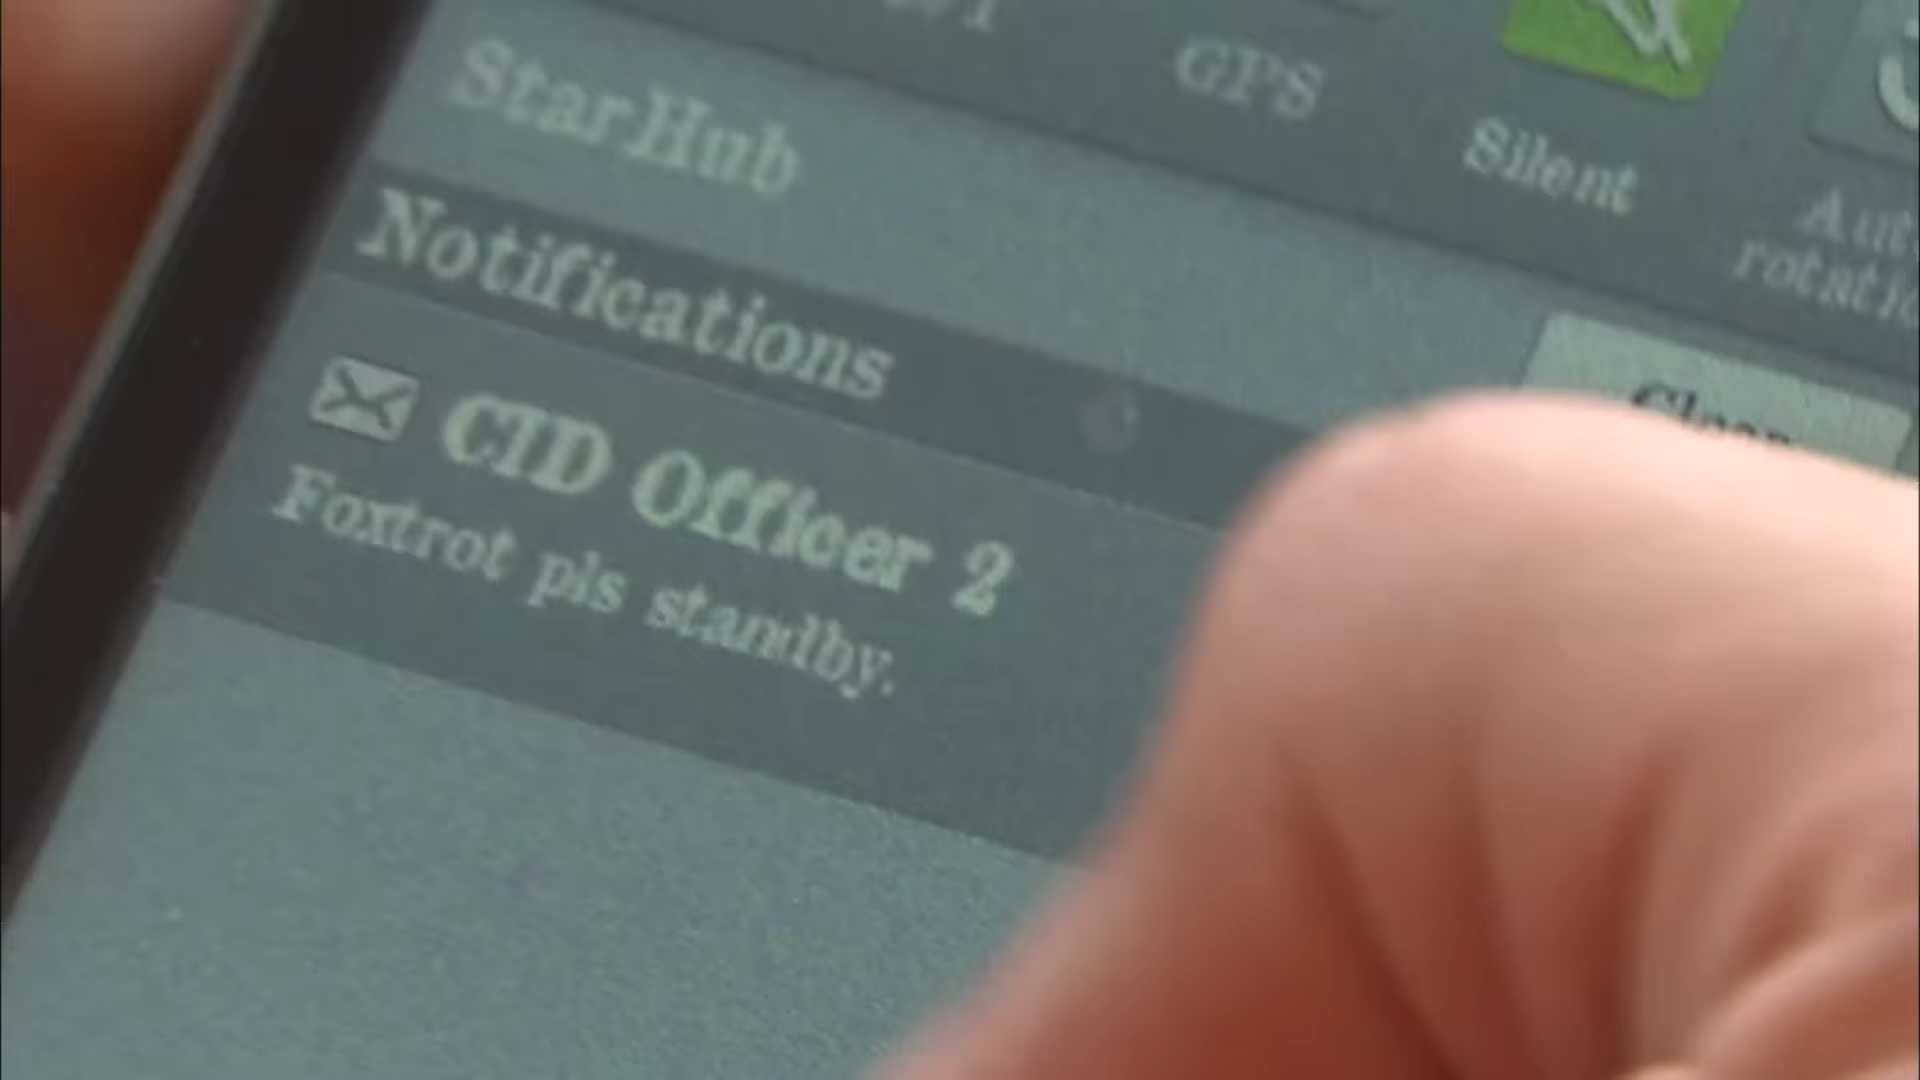 GPS
Silent
StarHub
Notifications
CID Officer 2
Foxtrot pls standby.